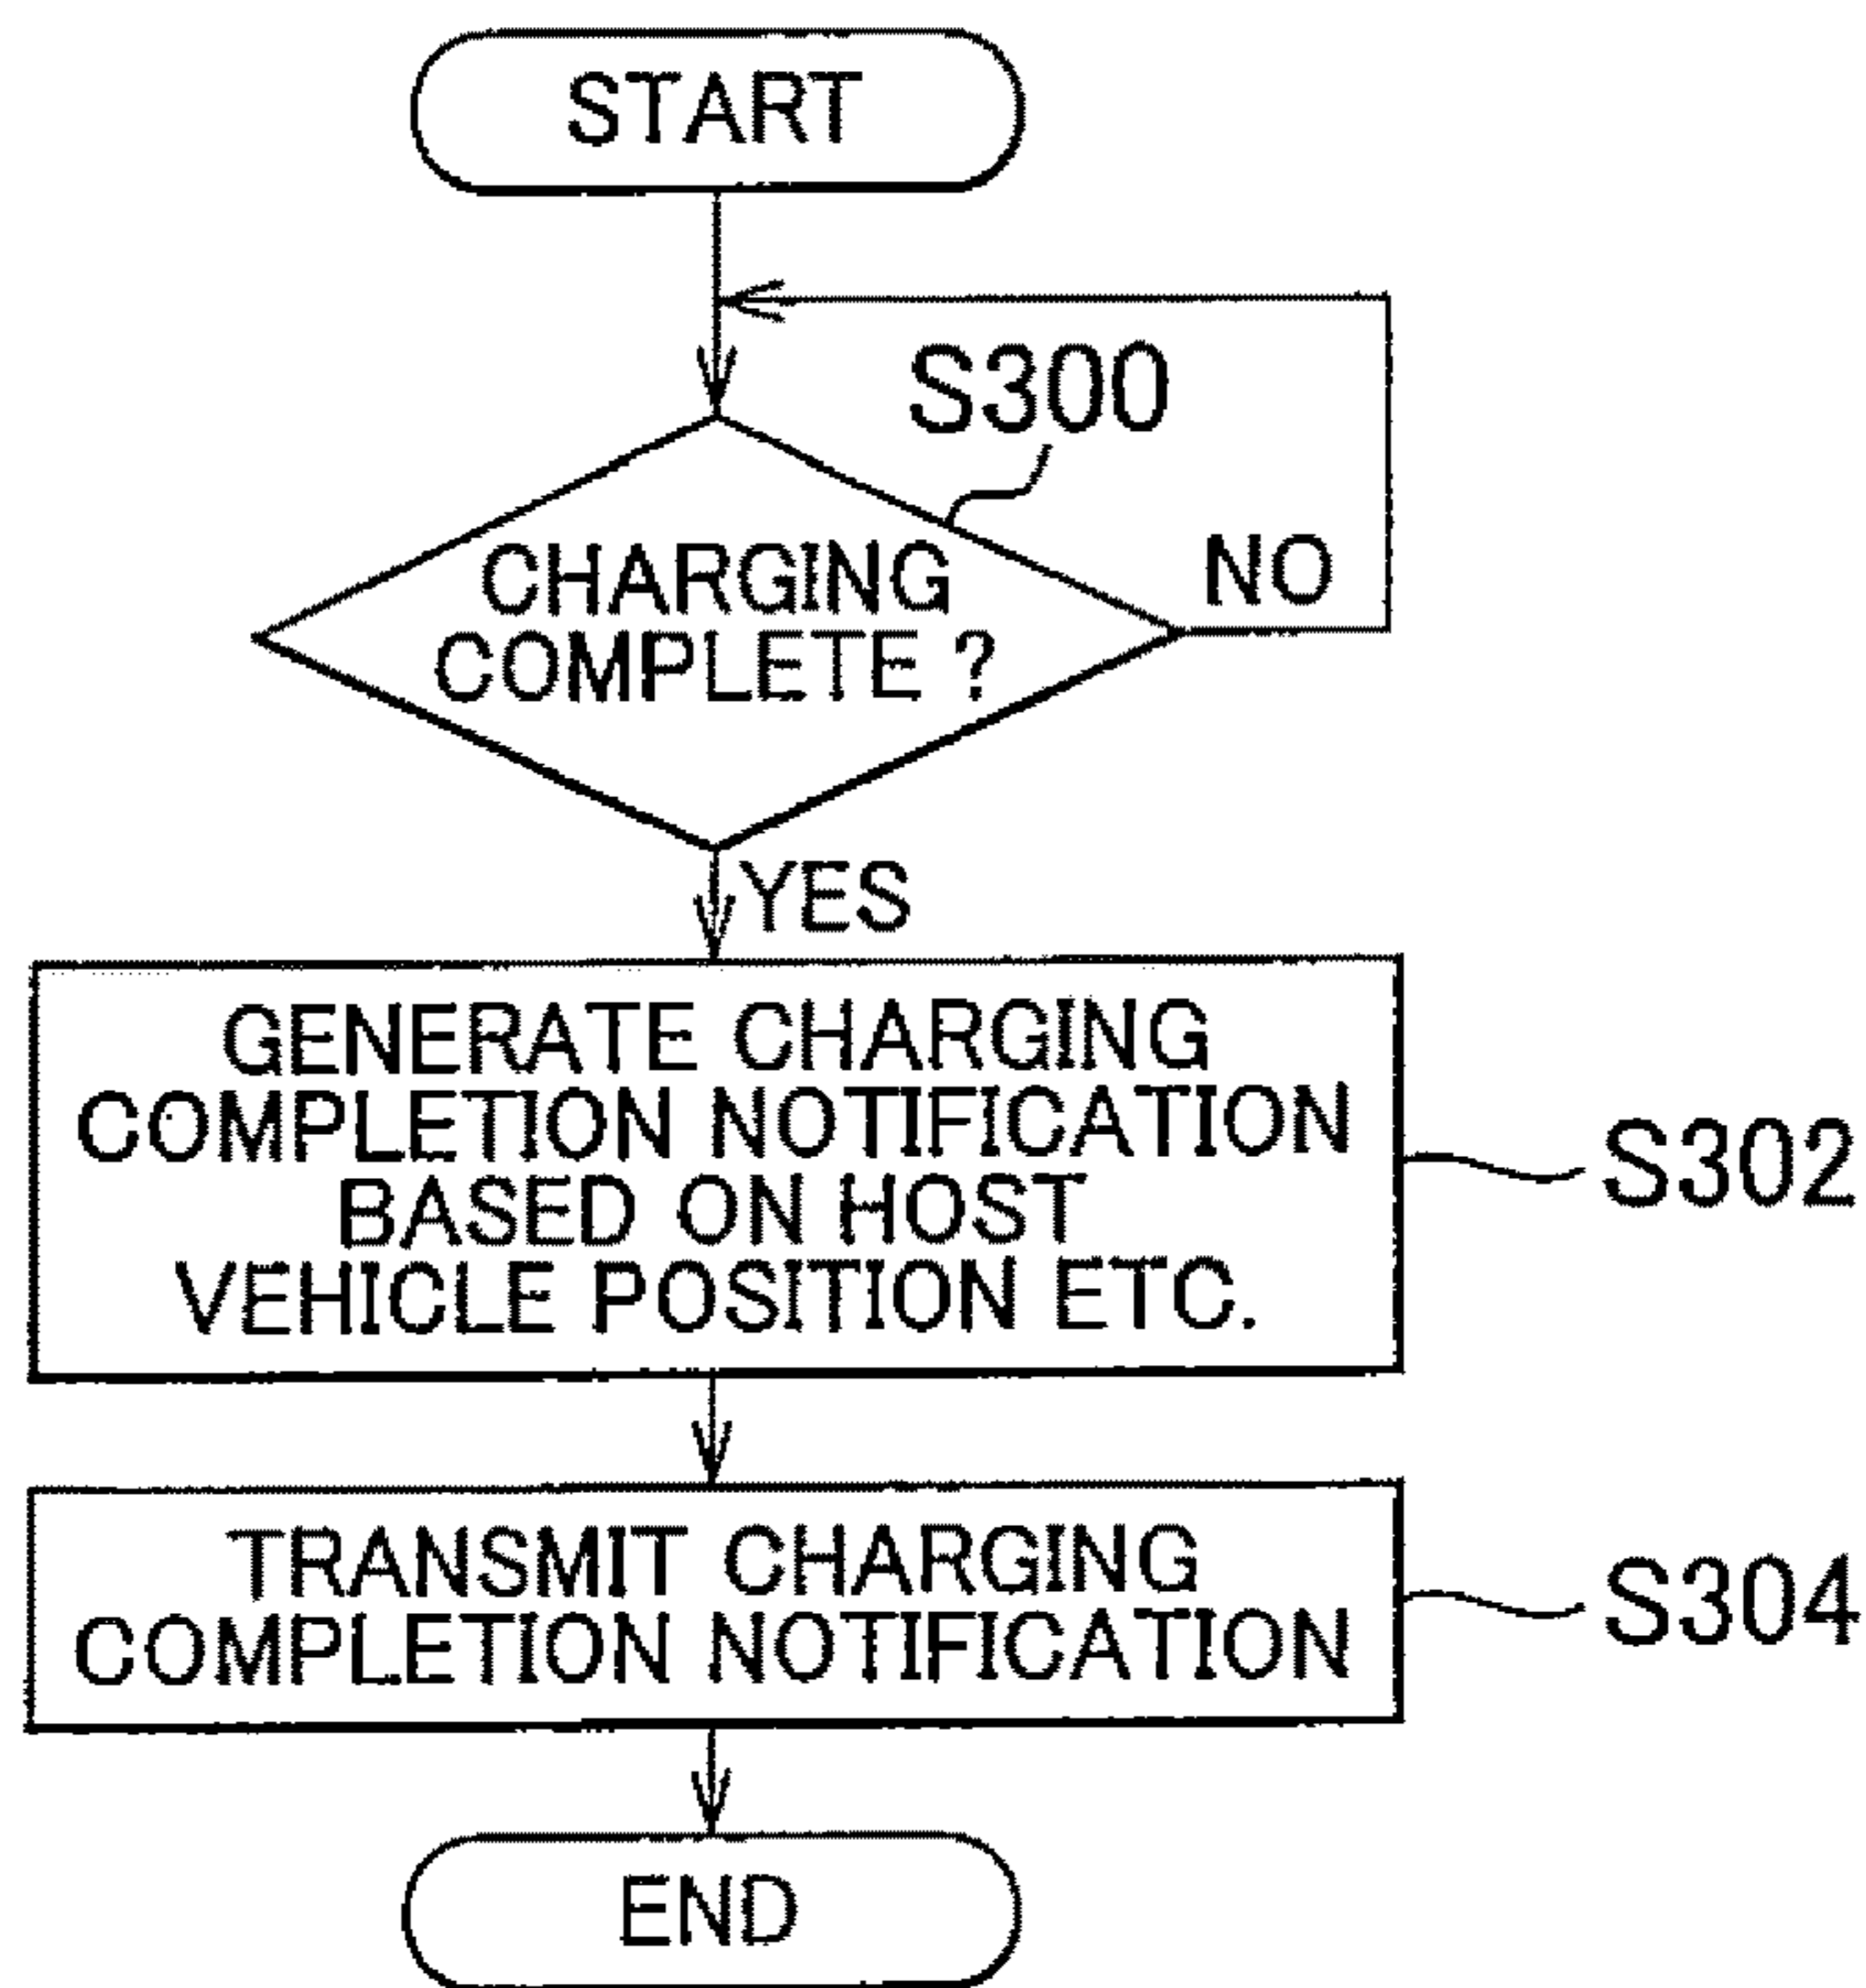 START
S300
CHARGING
COMPLETE ?
NO
YES
GENERATE CHARGING
COMPLETION NOTIFICATION
BASED ON HOST
VEHICLE POSITION ETC.
S302
TRANSMIT CHARGING
COMPLETION NOTIFICATION
S304
END